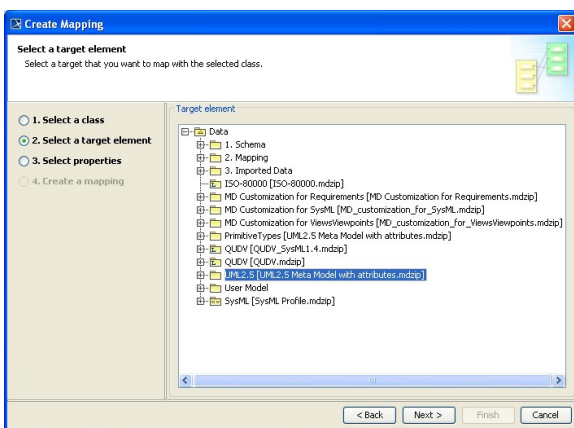 Create Mapping
Select a target element
Select a target that you want to map with the selected class.
1. Select a class
2. Select a target element
3. Select properties
4. Create a mapping
Target element
Data
1. Schema
2. Mapping
3. Imported Data
ISO-80000 [ISO-80000.mdzip]
MD Customization for Requirements [MD Customization for Requirements.mdzip]
MD Customization for SysML [MD_customization_for_SysML.mdzip]
MD Customization for ViewsViewpoints [MD_customization_for_ViewsViewpoints.mdzip]
PrimitiveTypes [UML2.5 Meta Model with attributes.mdzip]
QUDV [QUDV_SysML1.4.mdzip]
QUDV [QUDV.mdzip]
UML2.5 [UML2.5 Meta Model with attributes.mdzip]
User Model
SysML [SysML Profile.mdzip]
< Back
Next >
Finish
Cancel